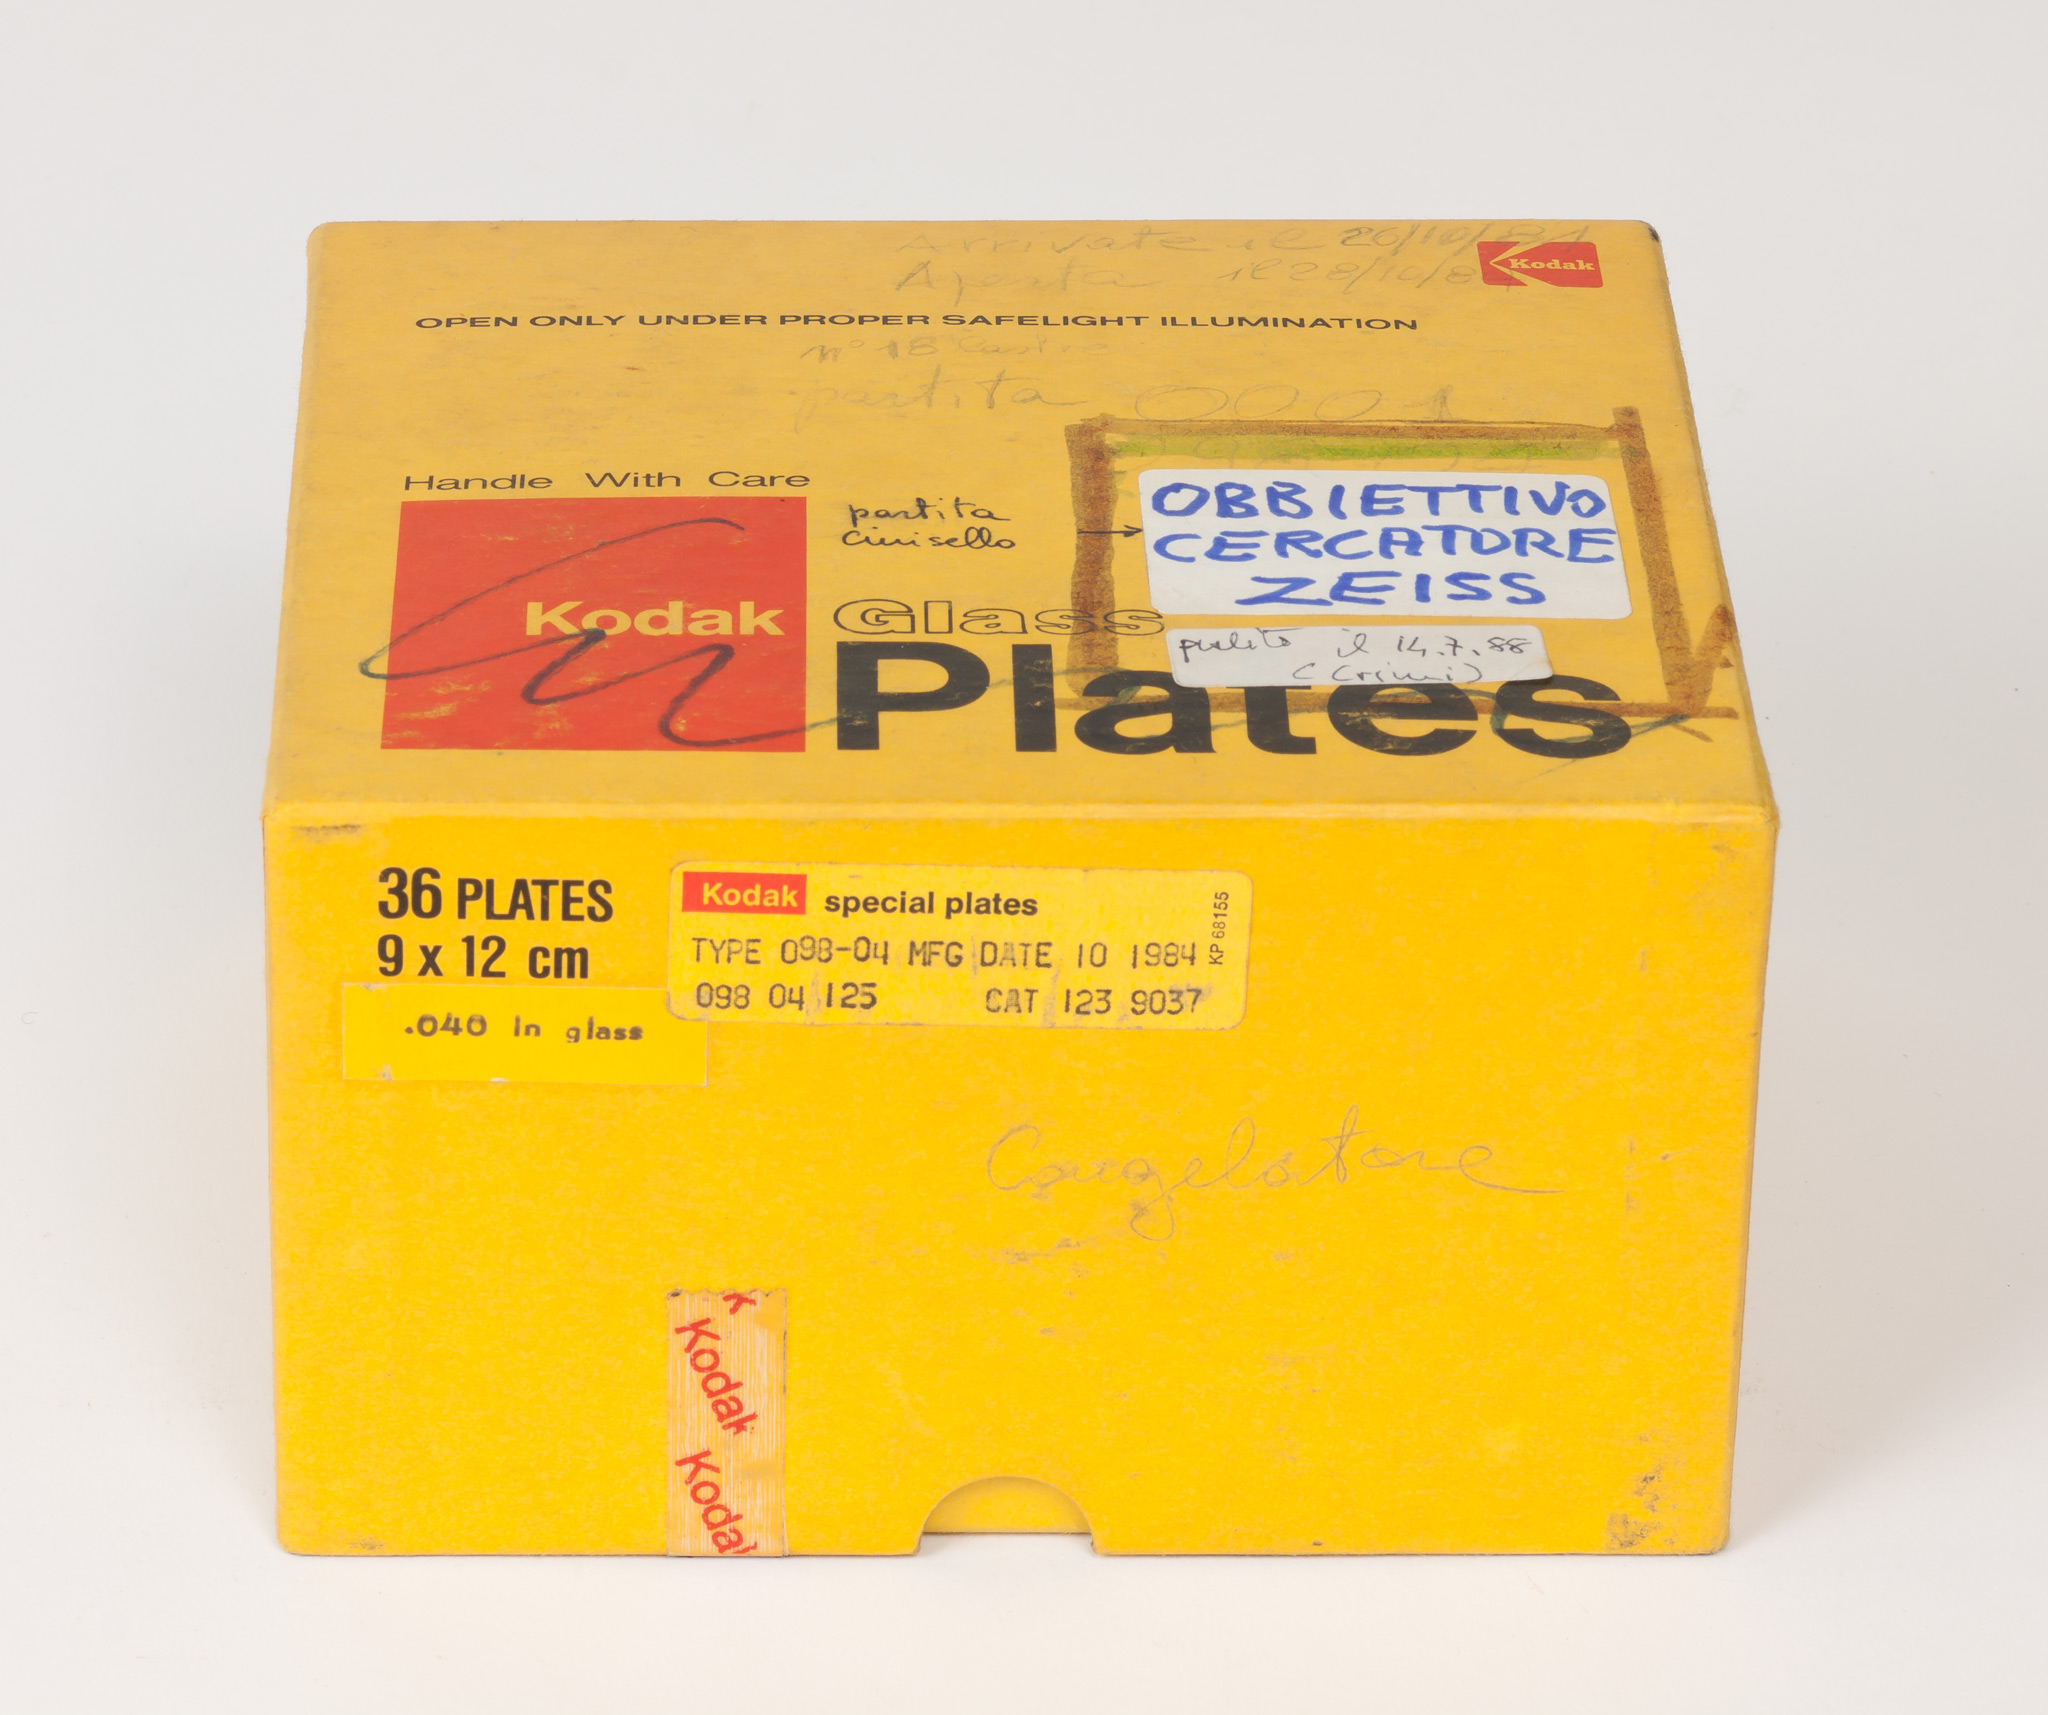 Arrivate il 26/10/84
Aperta il 28/10/8
Kodak
OPEN ONLY UNDER PROPER SAFELIGHT ILLUMINATION
n° 18
partita 0001
Handle With Care
partita
cinisello
OBBIETTIVO
CERCATORE
ZEISS
Kodak
Glass
Plates
pulito il 14.7.88
36 PLATES
9 x 12 cm
.040 in glass
Kodak special plates
TYPE 098-04 MFG DATE 10 1984
098 04 125 CAT 123 9037
KP 68155
Congelatore
K
Kodak
Kodak